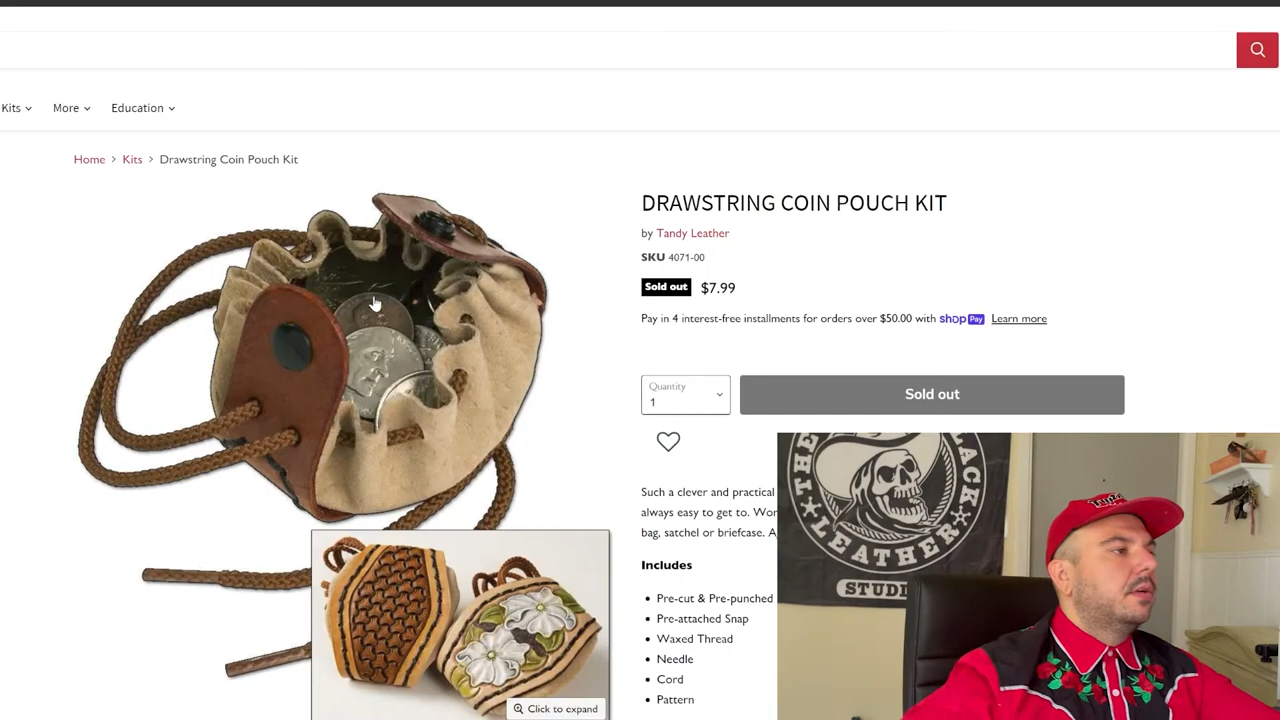 Kits
More
Education
Home > Kits > Drawstring Coin Pouch Kit
DRAWSTRING COIN POUCH KIT
by Tandy Leather
SKU 4071-00
Sold out $7.99
Pay in 4 interest-free installments for orders over $50.00 with shop Pay Learn more
Quantity
1
Sold out
Such a clever and practical
always easy to get to. Wor
bag, satchel or briefcase. A
Includes
Pre-cut & Pre-punched
Pre-attached Snap
Waxed Thread
Needle
Cord
Pattern
Click to expand
LEATHER